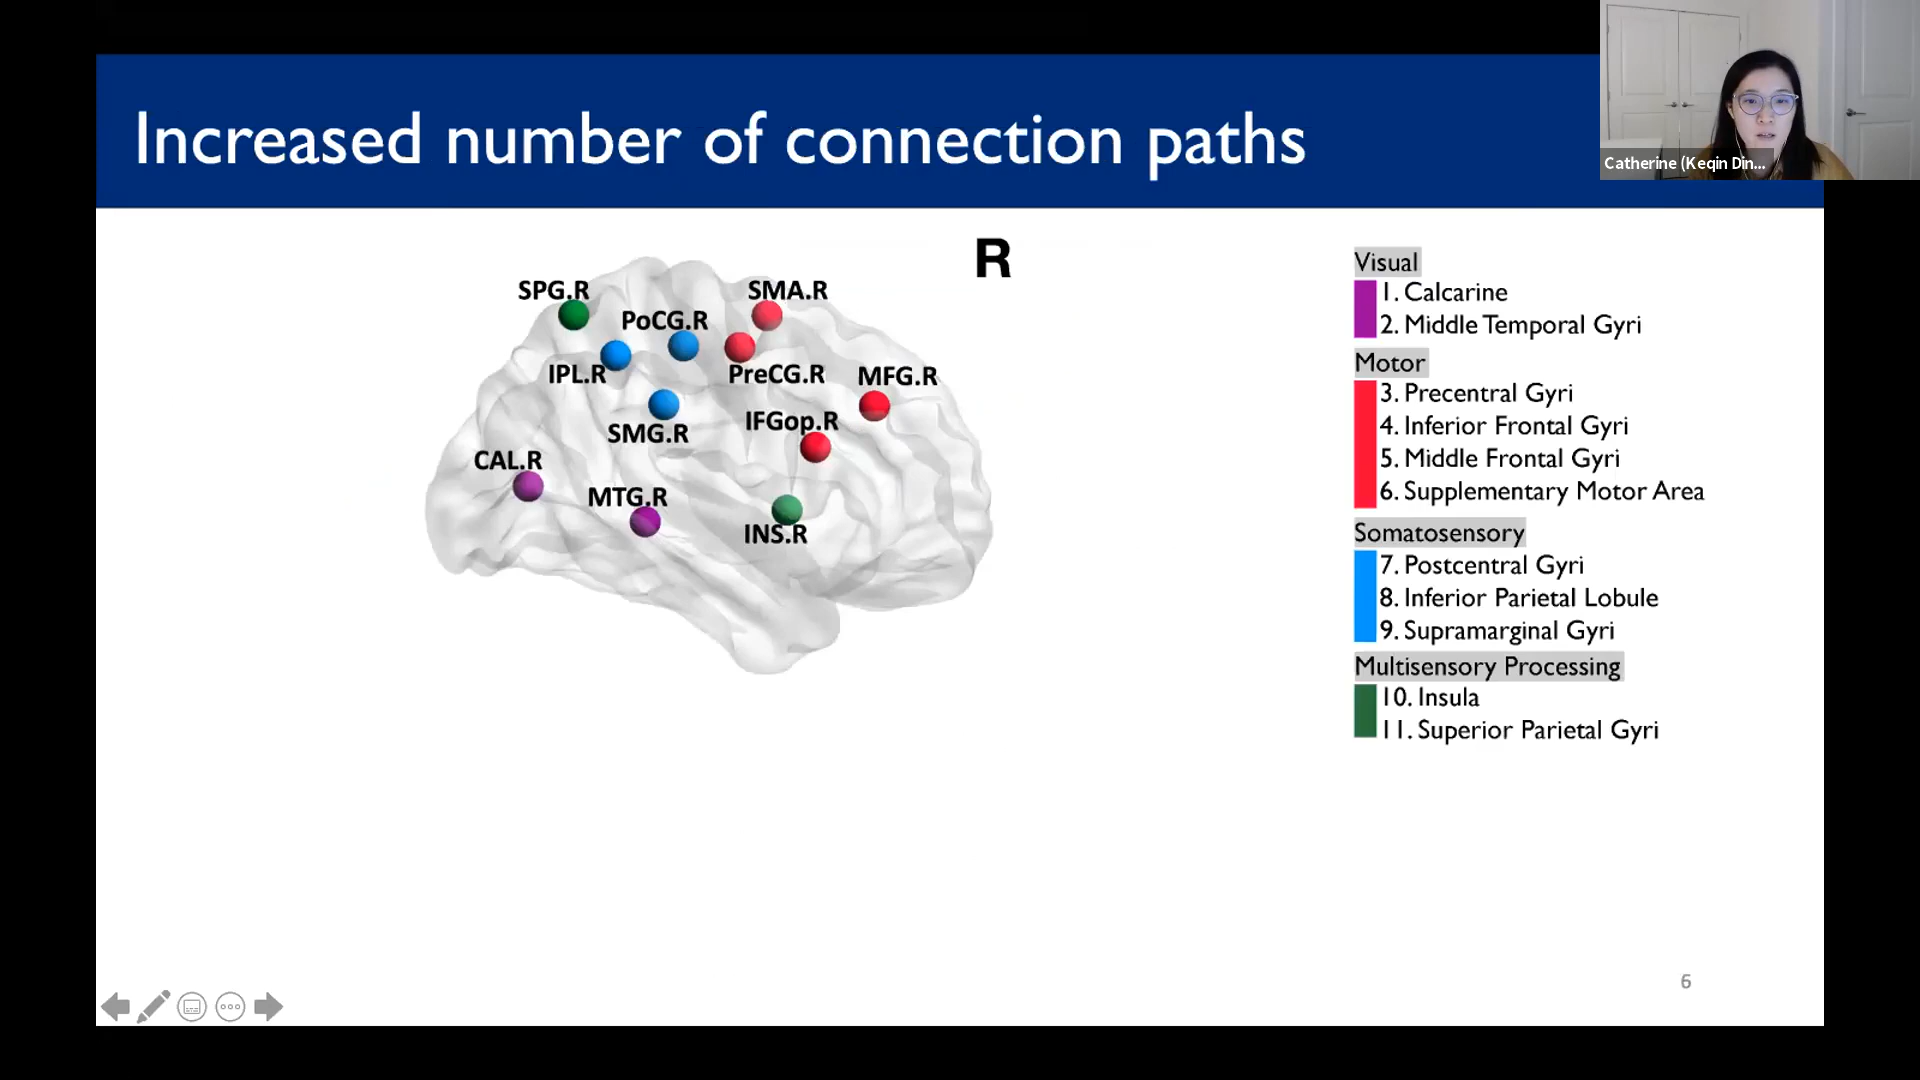 Increased number of connection paths
Catherine (Keqin Din...
R
SPG.R
SMA.R
PoCG.R
IPL.R
PreCG.R
MFG.R
SMG.R
IFGop.R
CAL.R
MTG.R
INS.R
Visual
1. Calcarine
2. Middle Temporal Gyri
Motor
3. Precentral Gyri
4. Inferior Frontal Gyri
5. Middle Frontal Gyri
6. Supplementary Motor Area
Somatosensory
7. Postcentral Gyri
8. Inferior Parietal Lobule
9. Supramarginal Gyri
Multisensory Processing
10. Insula
11. Superior Parietal Gyri
6